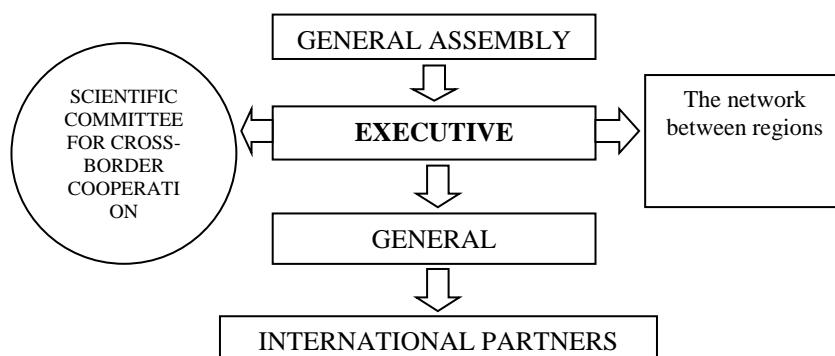 GENERAL ASSEMBLY
SCIENTIFIC
COMMITTEE
FOR CROSS-
BORDER
COOPERATI
ON
EXECUTIVE
The network
between regions
GENERAL
INTERNATIONAL PARTNERS